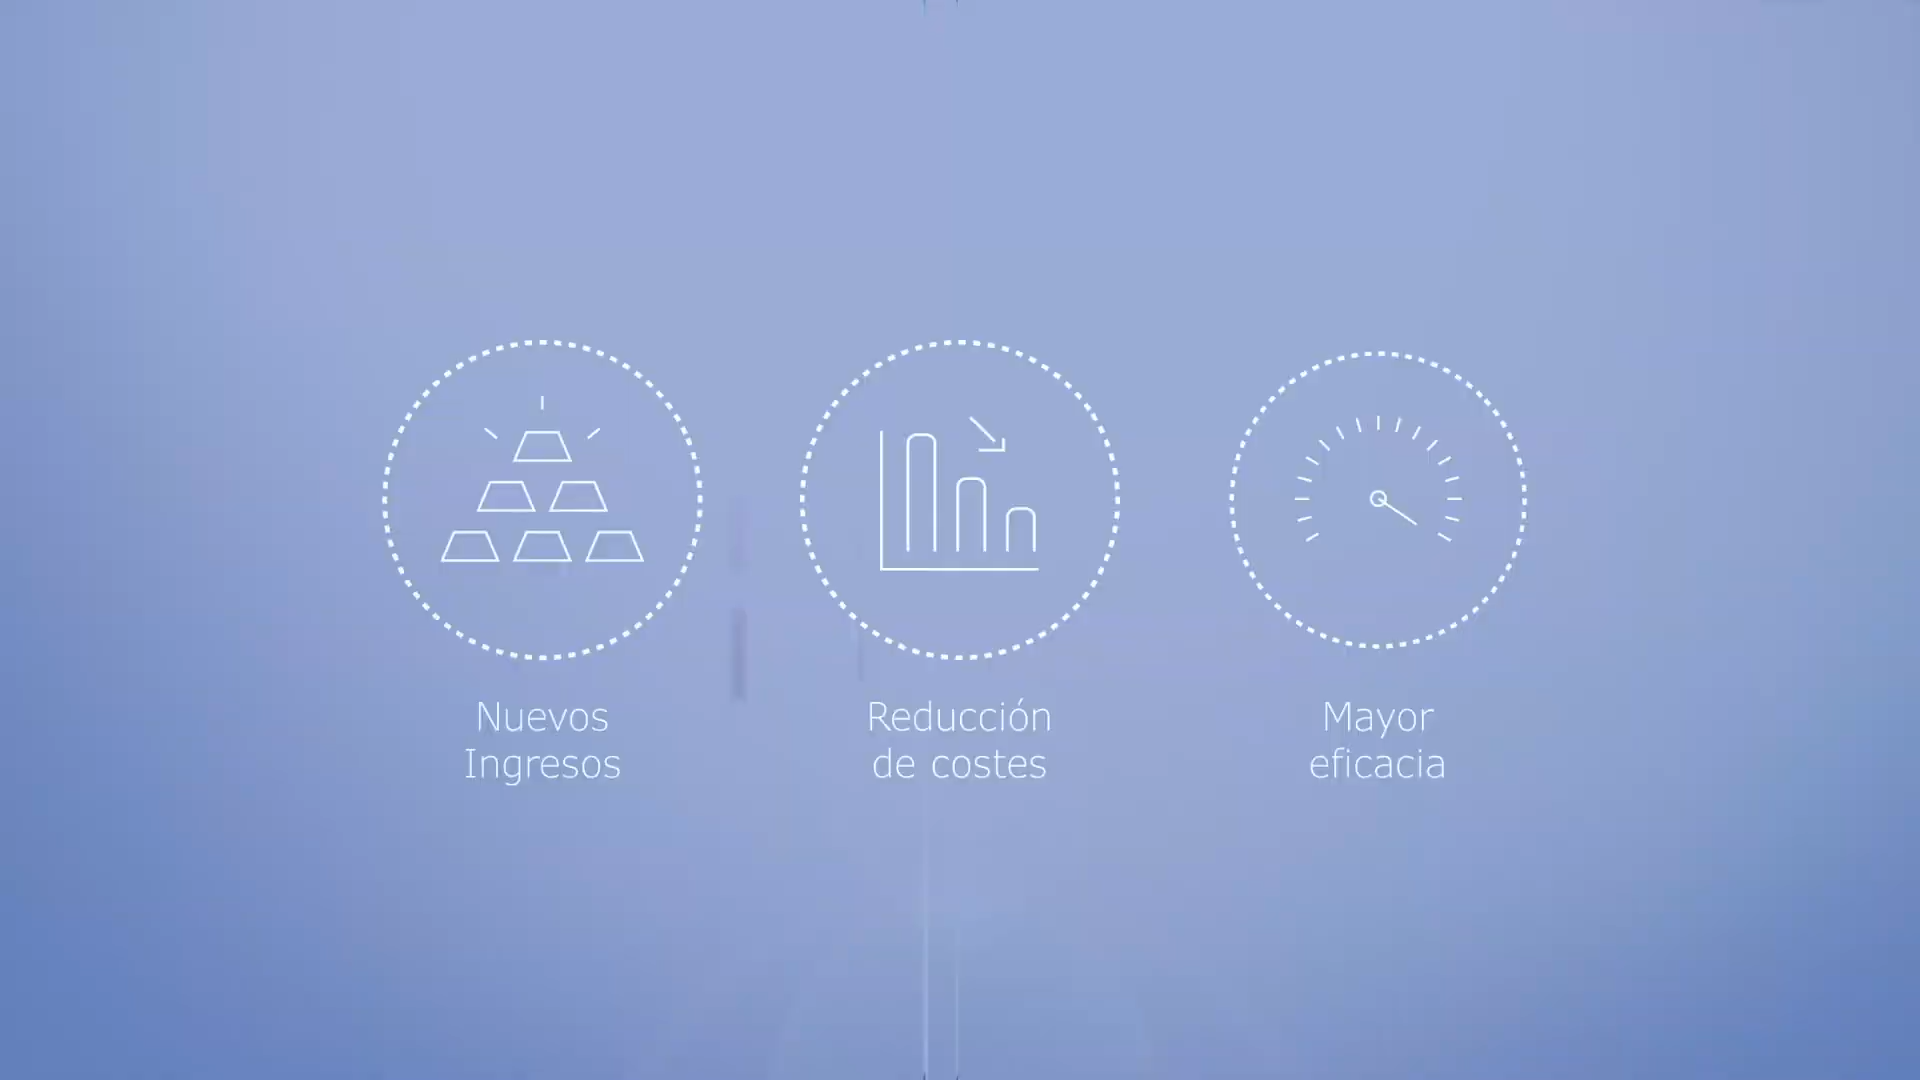 Nuevos
Ingresos
Reducción
de costes
Mayor
eficacia